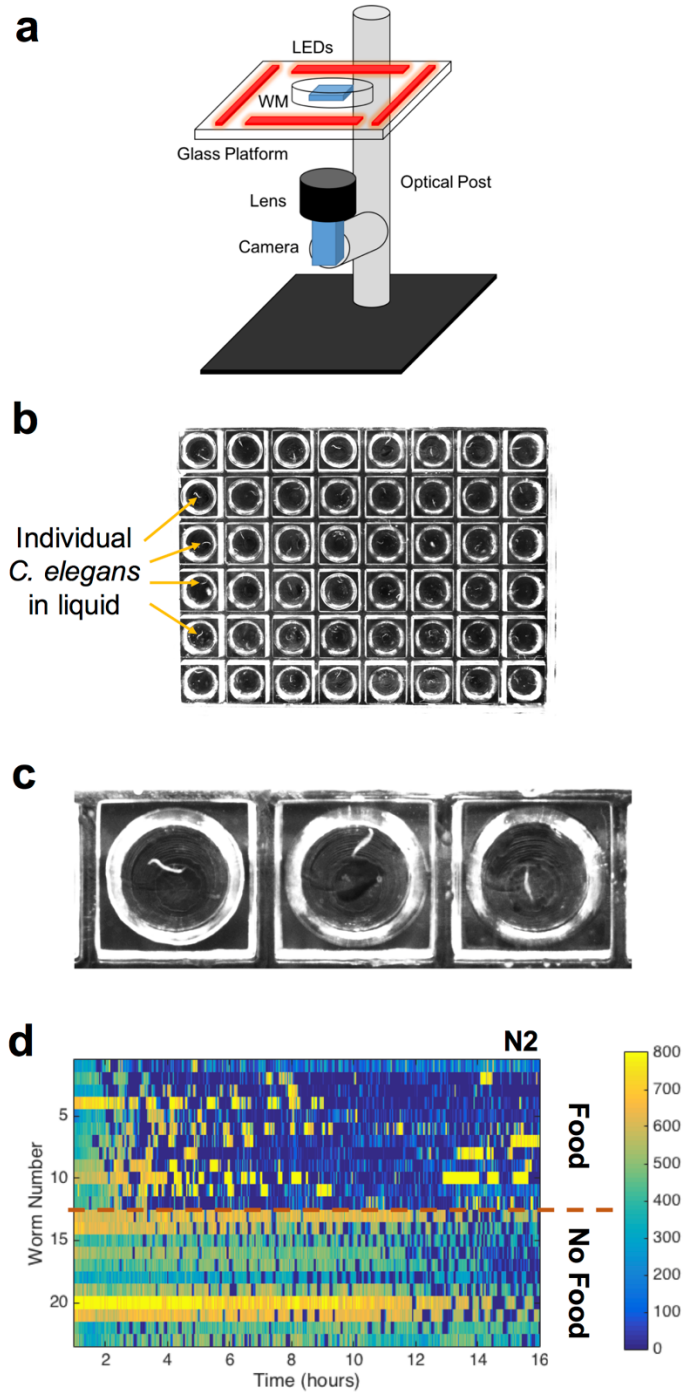 a
LEDs
WM
Glass Platform
Optical Post
Lens
Camera
b
Individual
C. elegans
in liquid
c
d
N2
Worm Number
5
10
15
20
2
4
6
8
10
12
14
16
Time (hours)
Food
No Food
800
700
600
500
400
300
200
100
0